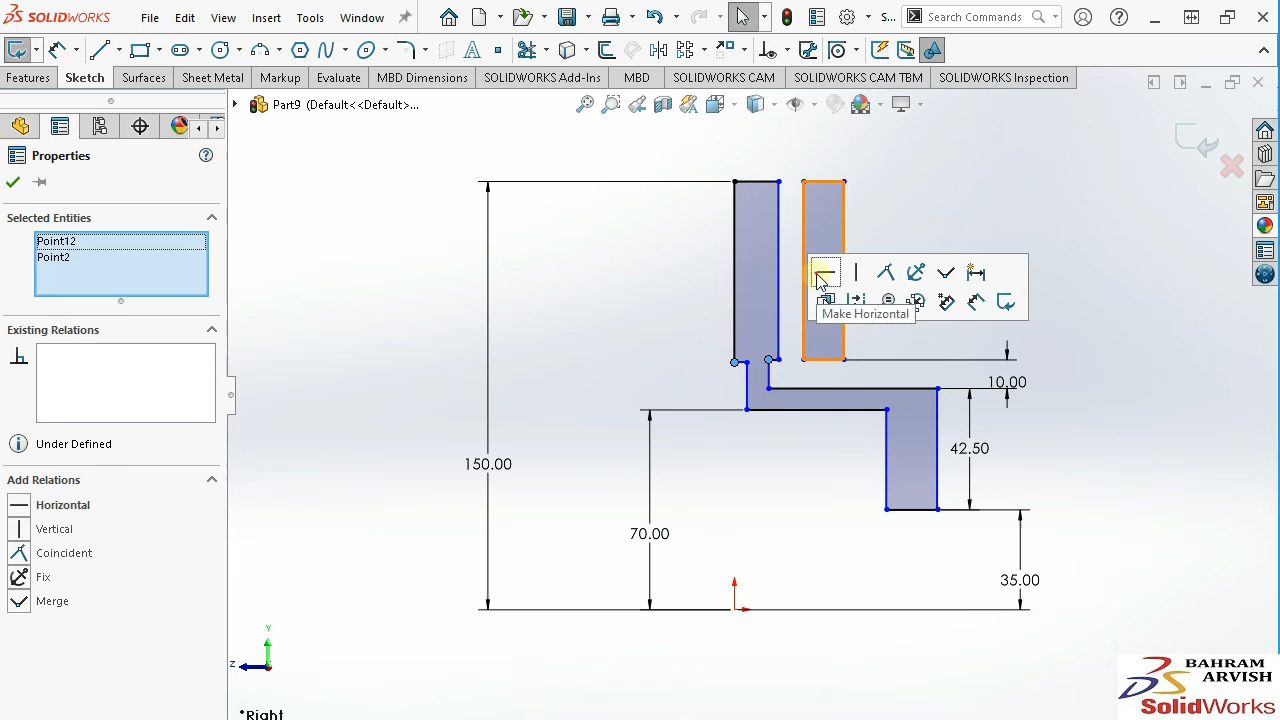 SOLIDWORKS
File Edit View Insert Tools Window
S...
Search Commands
Features Sketch Surfaces Sheet Metal Markup Evaluate MBD Dimensions SOLIDWORKS Add-Ins MBD SOLIDWORKS CAM SOLIDWORKS CAM TBM SOLIDWORKS Inspection
Part9 (Default<<Default>...
Properties
Selected Entities
Point12
Point2
Existing Relations
Under Defined
Add Relations
Horizontal
Vertical
Coincident
Fix
Merge
Make Horizontal
10.00
42.50
150.00
70.00
35.00
Y
Z
*Right
BAHRAM
ARVISH
SolidWorks